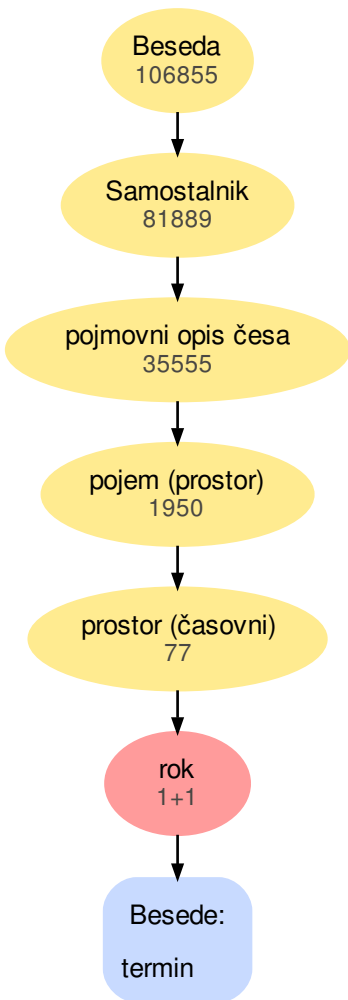 Beseda
106855
Samostalnik
81889
pojmovni opis česa
35555
pojem (prostor)
1950
prostor (časovni)
77
rok
1+1
Besede:
termin